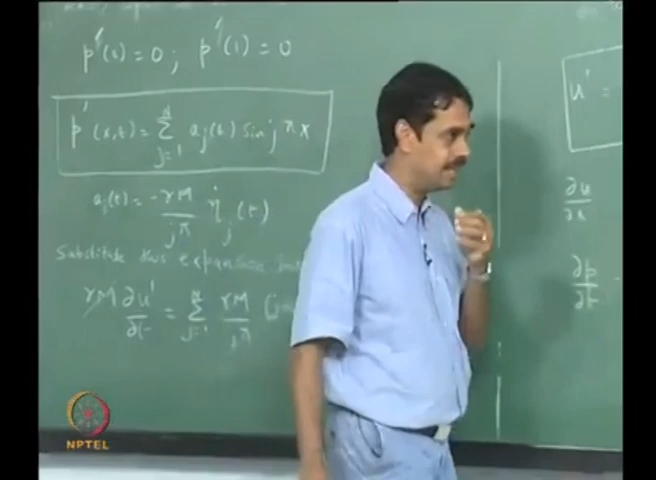 p'(0) = 0 ; p'(1) = 0
p'(x,t) = Σ_{j=1}^{N} a_j(t) sin jπx
a_j(t) = -γM/jπ η̇_j(t)
Substitute this expansion
γM ∂u'/∂t = Σ_{j=1}^{N} γM/jπ
u' =
∂u/∂x
∂p/∂t
NPTEL